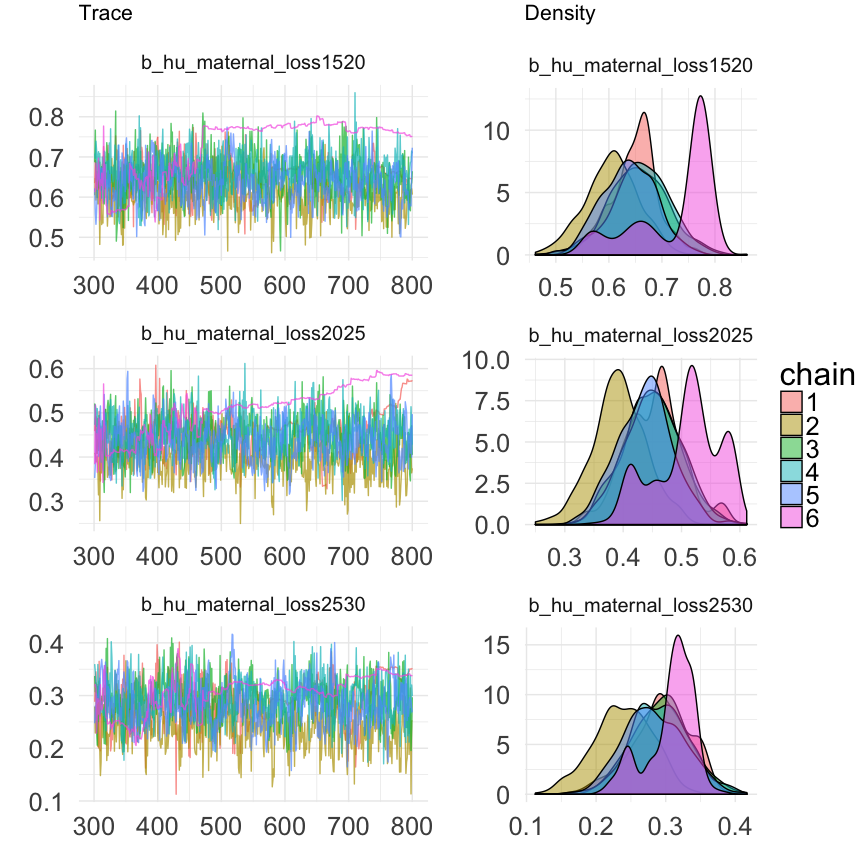 Trace
Density
b_hu_maternal_loss1520
b_hu_maternal_loss1520
0.8
0.7
0.6
0.5
300 400 500 600 700 800
10
5
0
0.5 0.6 0.7 0.8
b_hu_maternal_loss2025
b_hu_maternal_loss2025
0.6
0.5
0.4
0.3
300 400 500 600 700 800
10.0
7.5
5.0
2.5
0.0
0.3 0.4 0.5 0.6
chain
1
2
3
4
5
6
b_hu_maternal_loss2530
b_hu_maternal_loss2530
0.4
0.3
0.2
0.1
300 400 500 600 700 800
15
10
5
0
0.1 0.2 0.3 0.4